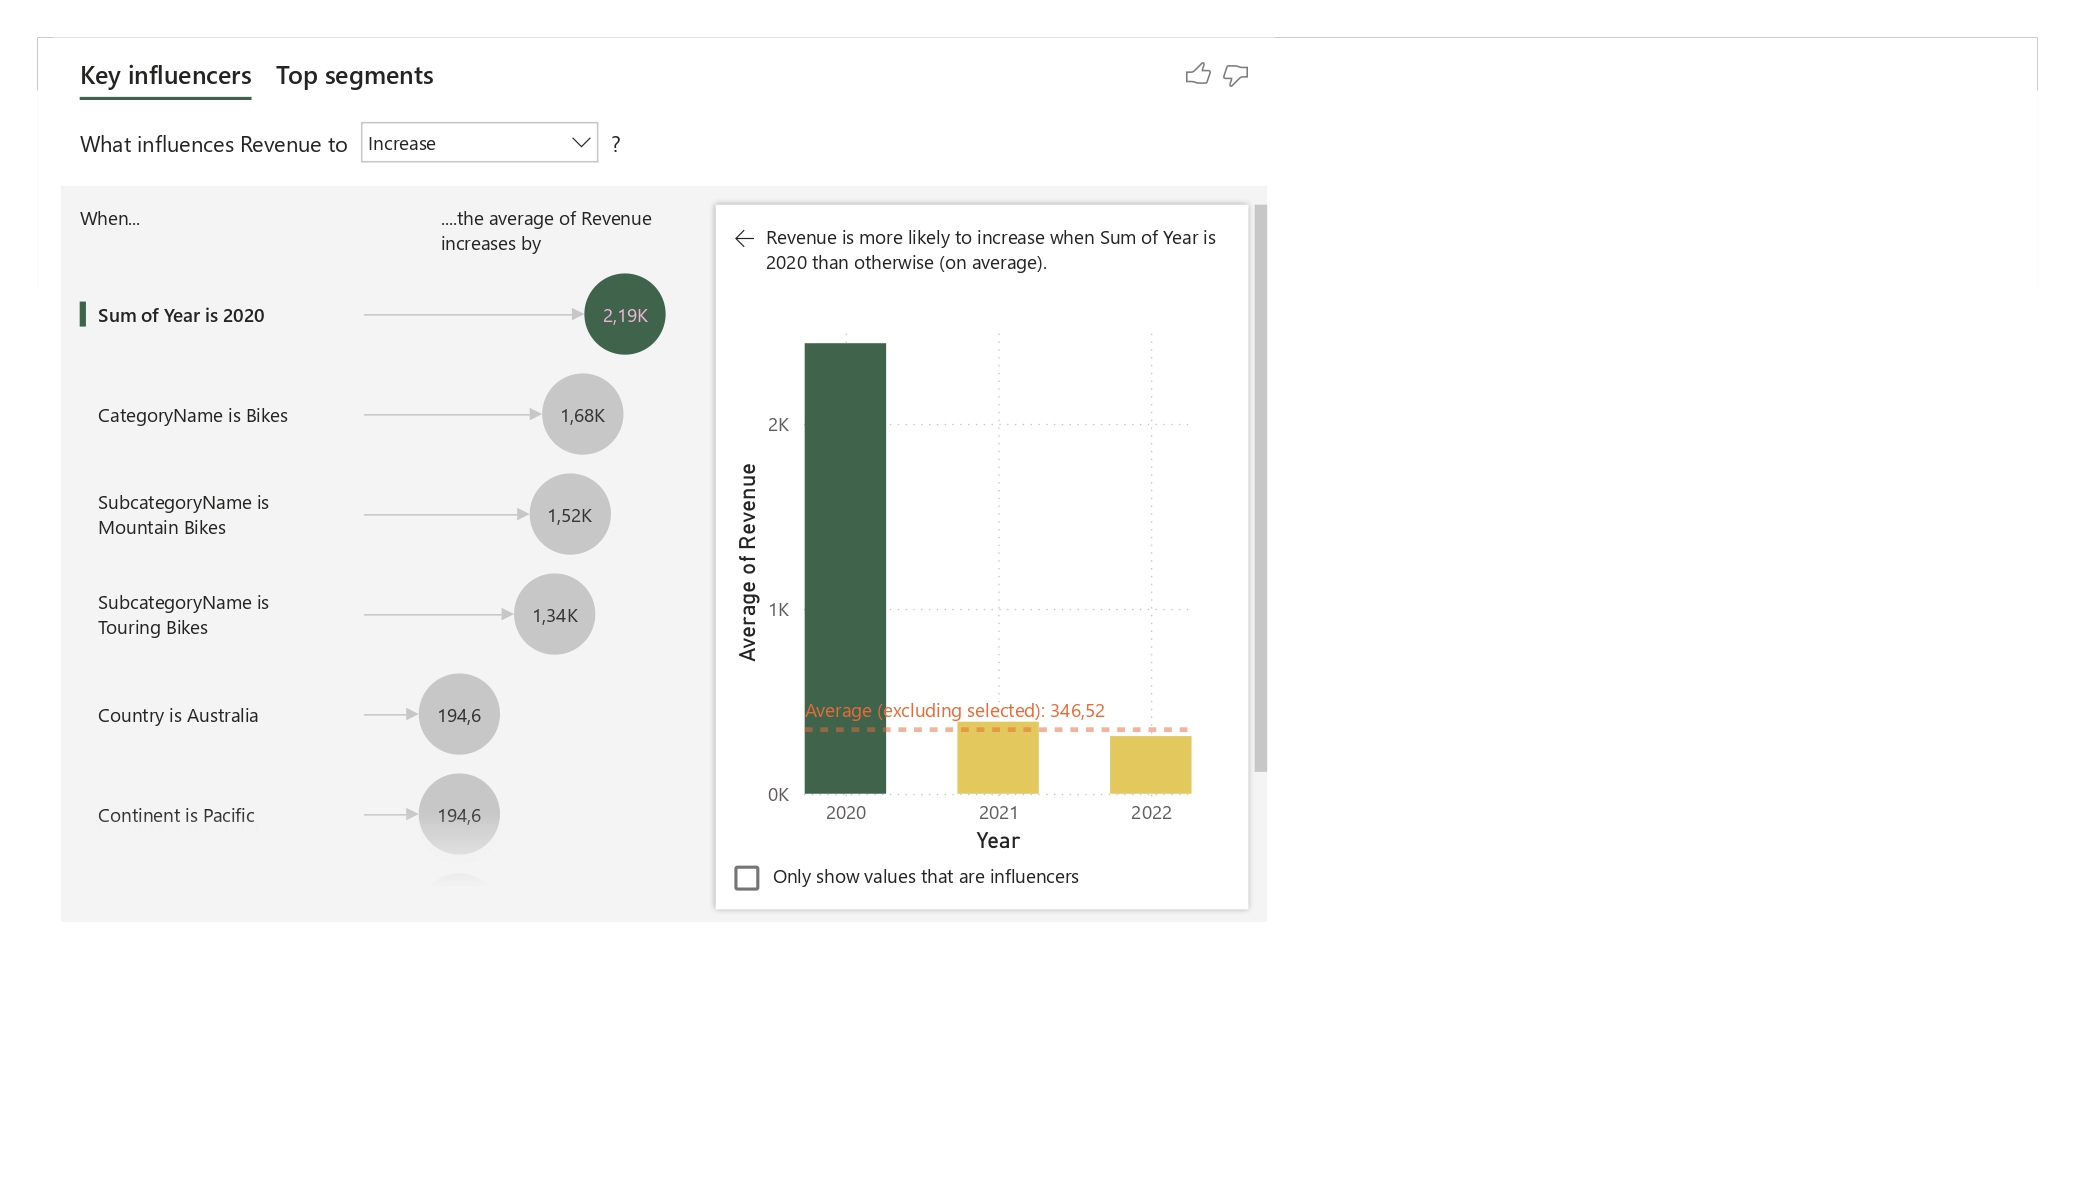 Key influencers Top segments
What influences Revenue to Increase ?
When...
....the average of Revenue
increases by
Sum of Year is 2020 2,19K
CategoryName is Bikes 1,68K
SubcategoryName is
Mountain Bikes
1,52K
SubcategoryName is
Touring Bikes
1,34K
Country is Australia 194,6
Continent is Pacific 194,6
Revenue is more likely to increase when Sum of Year is
2020 than otherwise (on average).
2K
1K
0K
Average of Revenue
Average (excluding selected): 346,52
2020 2021 2022
Year
Only show values that are influencers